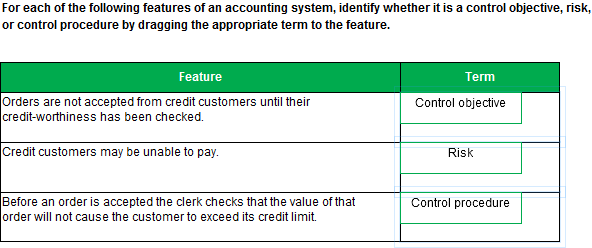 For each of the following features of an accounting system, identify whether it is a control objective, risk,
or control procedure by dragging the appropriate term to the feature.
Feature Term
Orders are not accepted from credit customers until their
credit-worthiness has been checked.
Control objective
Credit customers may be unable to pay.
Risk
Before an order is accepted the clerk checks that the value of that
order will not cause the customer to exceed its credit limit.
Control procedure